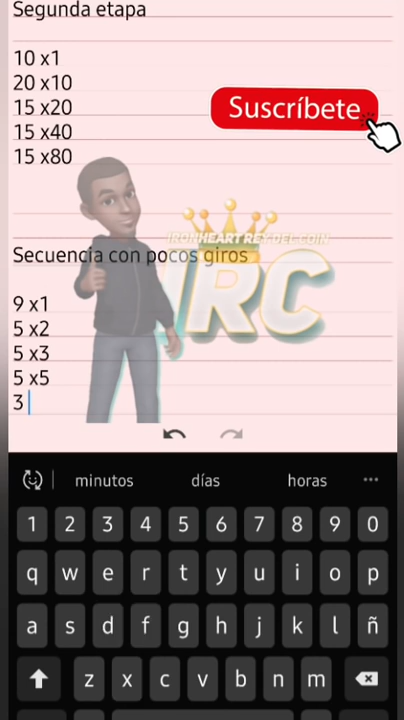 Segunda etapa
10 x1
20 x10
15 x20
15 x40
15 x80
Suscríbete
IRONHEART REY DEL COIN
IRC
Secuencia con pocos giros
9 x1
5 x2
5 x3
5 x5
3
minutos días horas ...
1 2 3 4 5 6 7 8 9 0
q w e r t y u i o p
a s d f g h j k l ñ
z x c v b n m